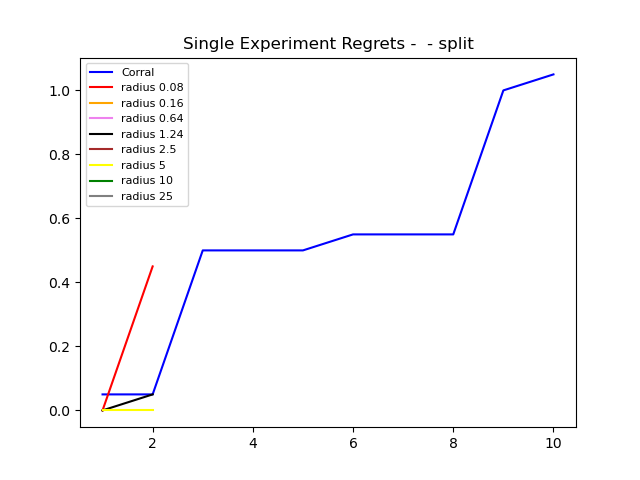 Single Experiment Regrets -  - split
Corral
radius 0.08
radius 0.16
radius 0.64
radius 1.24
radius 2.5
radius 5
radius 10
radius 25
1.0
0.8
0.6
0.4
0.2
0.0
2 4 6 8 10